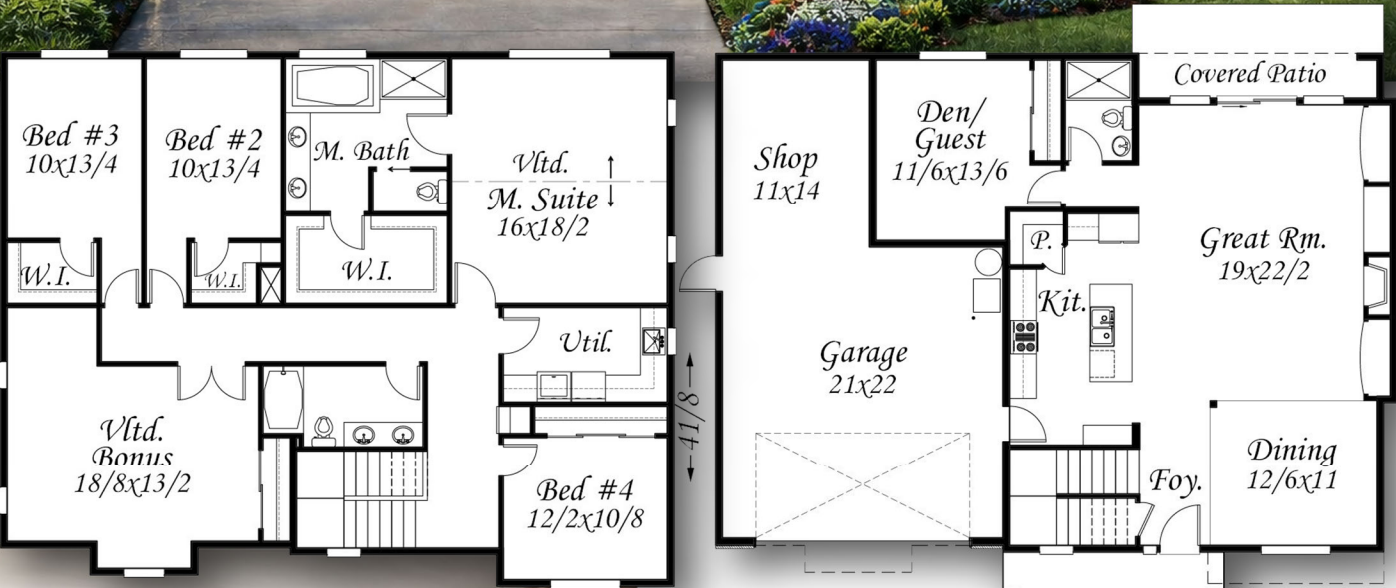 Bed #3
10x13/4
Bed #2
10x13/4
M. Bath
Vltd.
M. Suite
16x18/2
W.I.
W.I.
W.I.
Util.
Vltd.
Bonus
18/8x13/2
Bed #4
12/2x10/8
41/8
Covered Patio
Den/
Guest
11/6x13/6
Shop
11x14
P.
Great Rm.
19x22/2
Kit.
Garage
21x22
Dining
12/6x11
Foy.